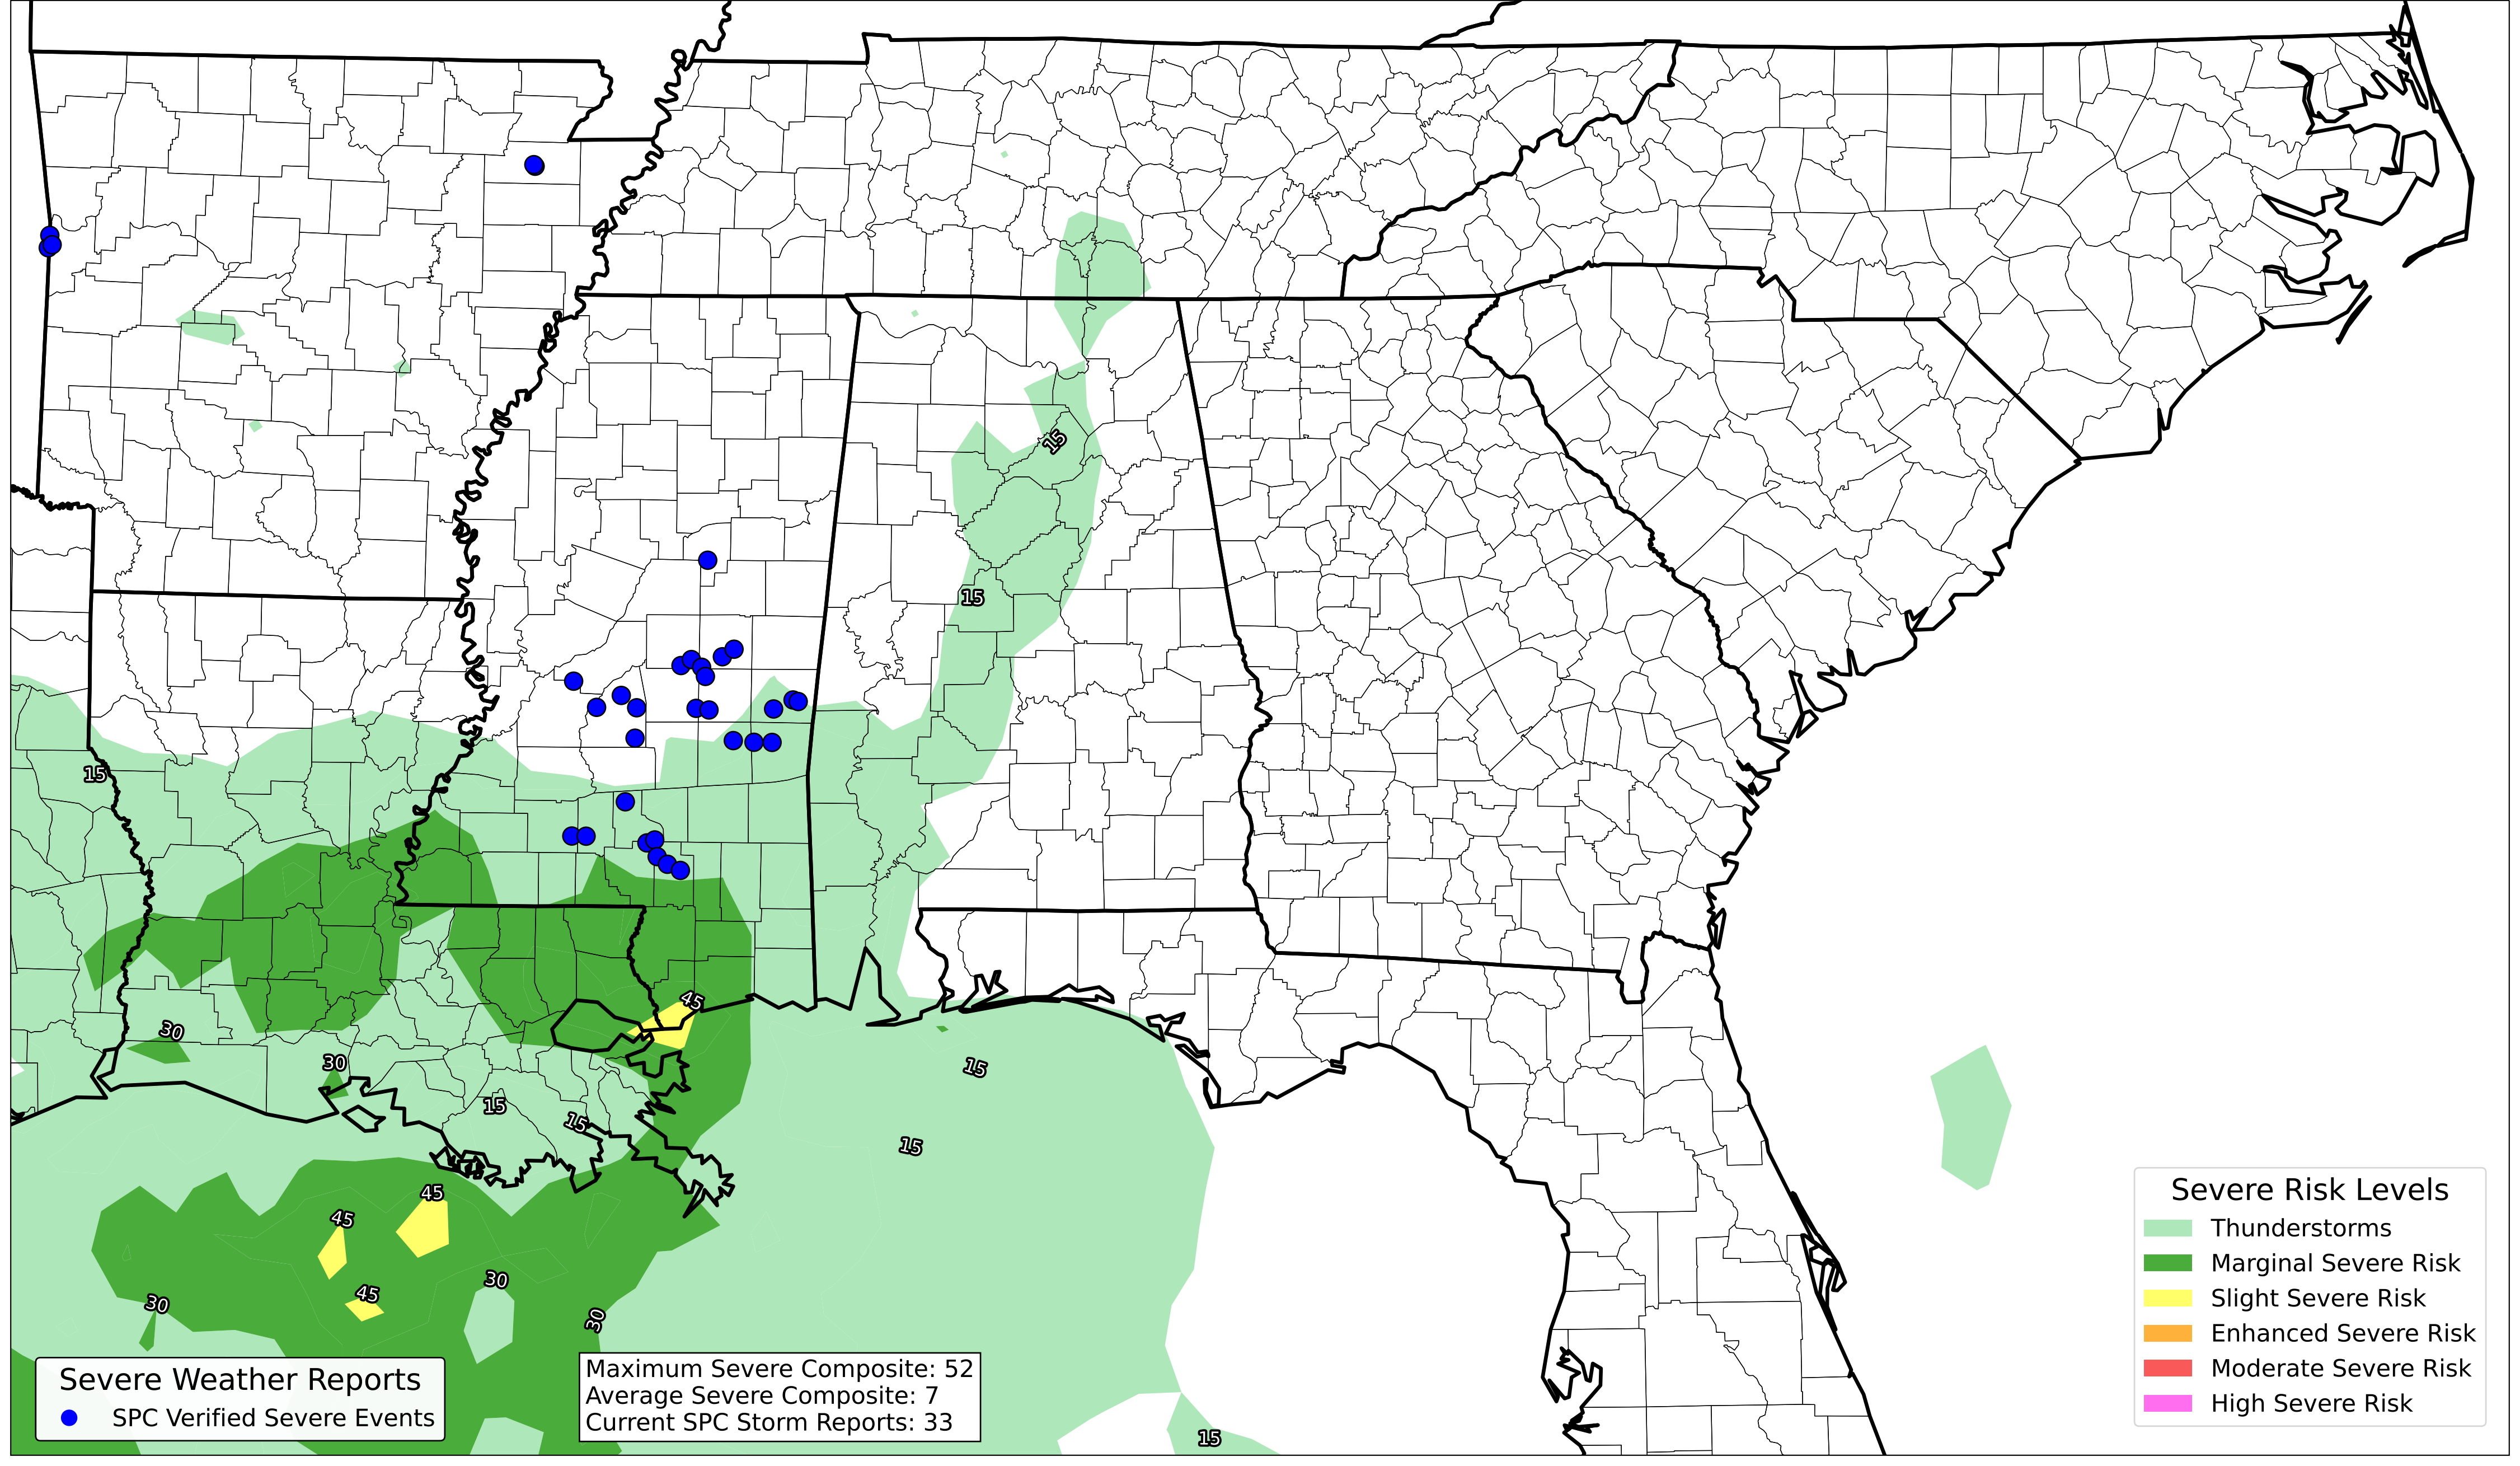 15
15
15
45
30
30
15
15
15
15
45
45
30
45
30
30
15
Severe Risk Levels
Thunderstorms
Marginal Severe Risk
Slight Severe Risk
Enhanced Severe Risk
Moderate Severe Risk
High Severe Risk
Severe Weather Reports
SPC Verified Severe Events
Maximum Severe Composite: 52
Average Severe Composite: 7
Current SPC Storm Reports: 33